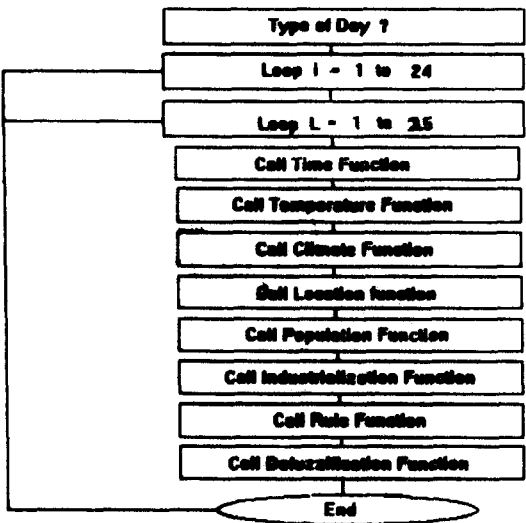 Type of Day ?
Loop I = 1 to 24
Loop L = 1 to 25
Call Time Function
Call Temperature Function
Call Climate Function
Call Location function
Call Population Function
Call Industrialization Function
Call Rule Function
Call Defuzzification Function
End